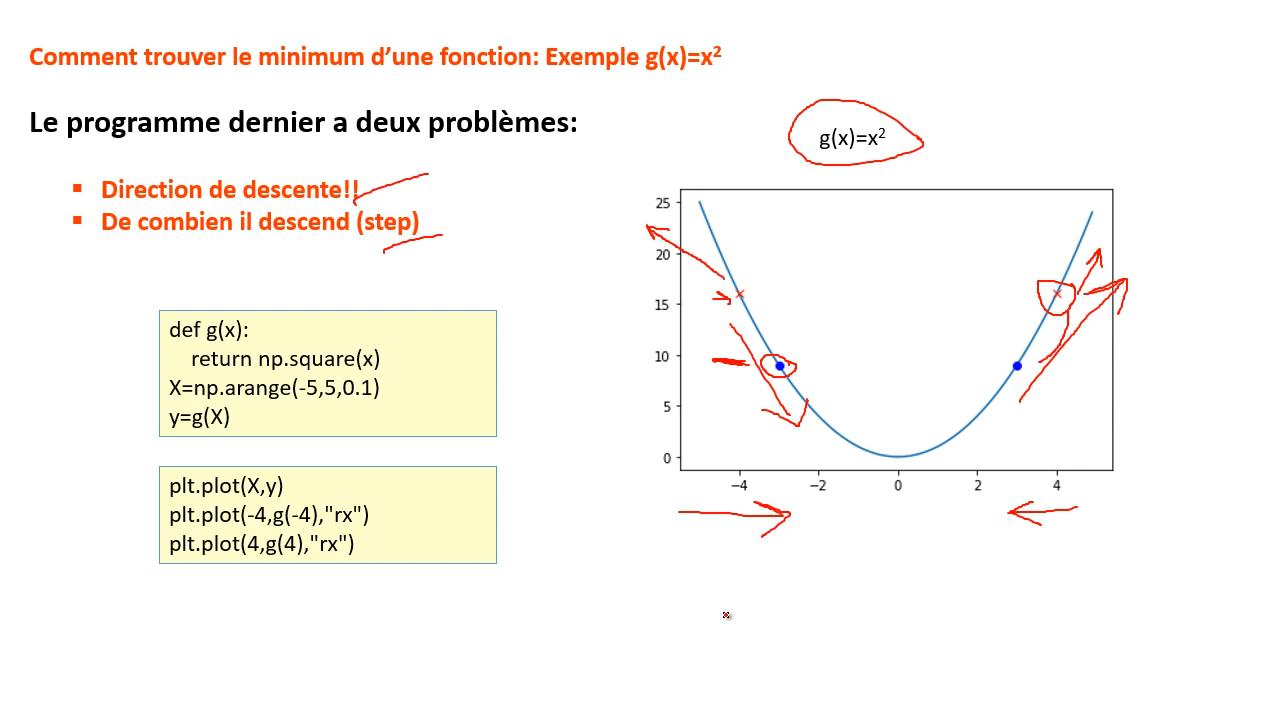 Comment trouver le minimum d’une fonction: Exemple g(x)=x²
Le programme dernier a deux problèmes:
▪ Direction de descente!!
▪ De combien il descend (step)
def g(x):
return np.square(x)
X=np.arange(-5,5,0.1)
y=g(X)
plt.plot(X,y)
plt.plot(-4,g(-4),"rx")
plt.plot(4,g(4),"rx")
g(x)=x²
25
20
15
10
5
0
−4 −2 0 2 4